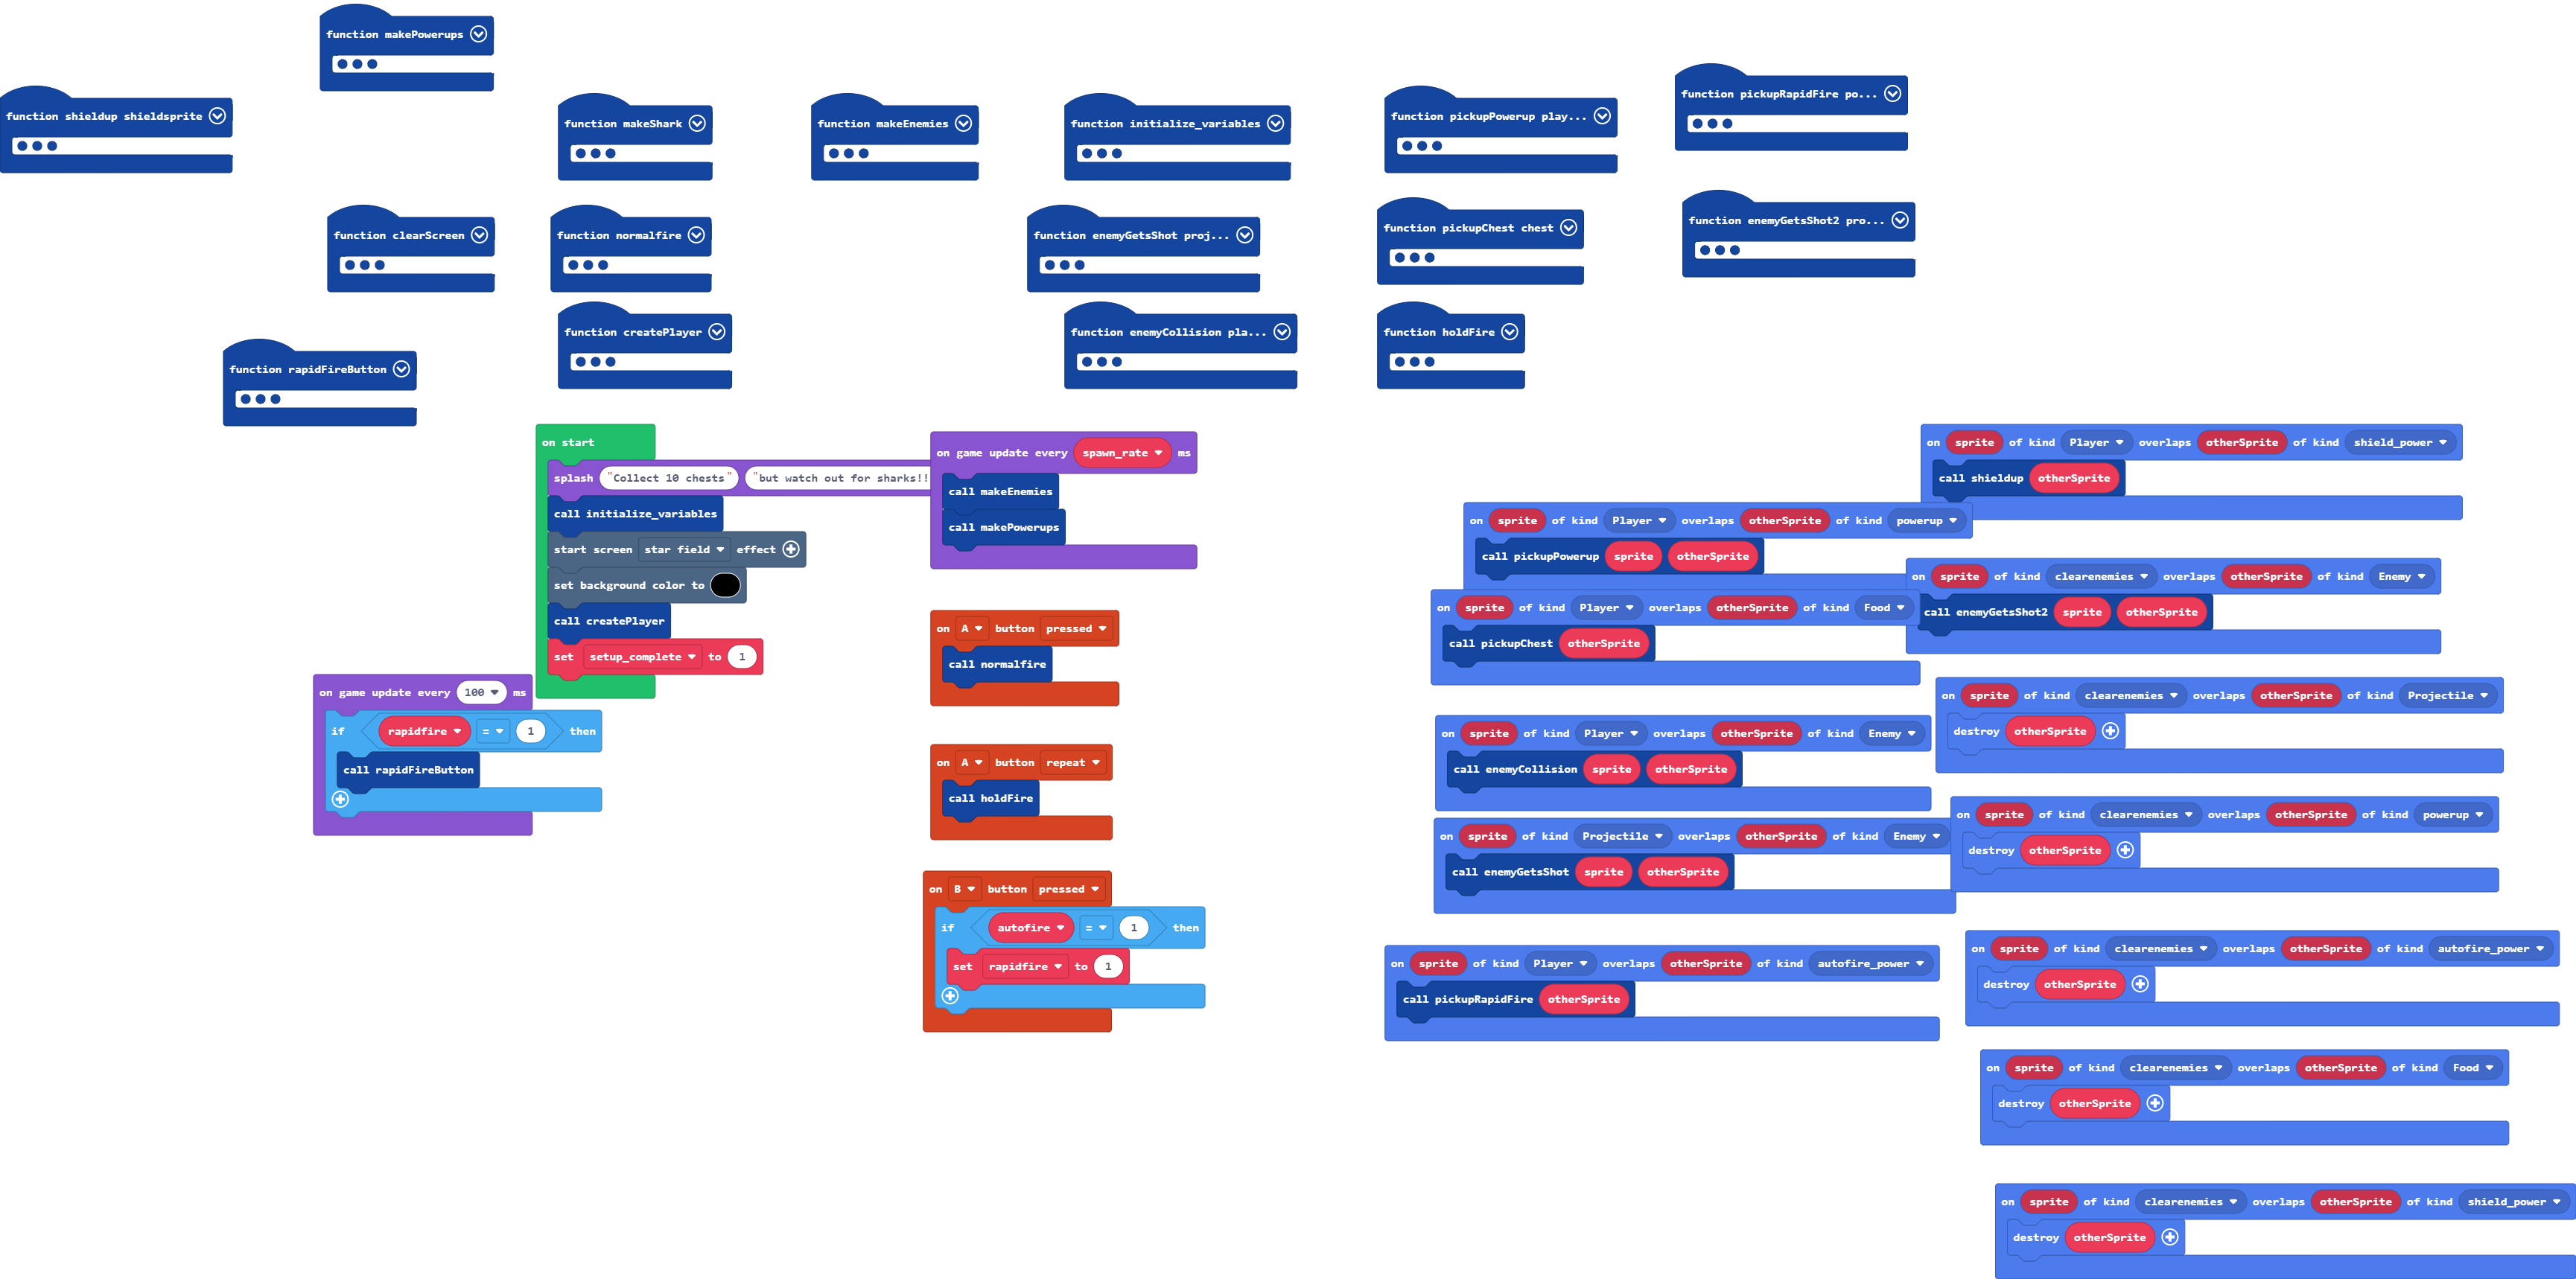 function makePowerups
function shieldup shieldsprite
function makeShark
function makeEnemies
function initialize_variables
function pickupPowerup play...
function pickupRapidFire po...
function clearScreen
function normalfire
function enemyGetsShot proj...
function pickupChest chest
function enemyGetsShot2 pro...
function createPlayer
function enemyCollision pla...
function holdFire
function rapidFireButton
on start
splash "Collect 10 chests" "but watch out for sharks!!
call initialize_variables
start screen star field effect
set background color to
call createPlayer
set setup_complete to 1
on game update every 100 ms
if rapidfire = 1 then
call rapidFireButton
on game update every spawn_rate ms
call makeEnemies
call makePowerups
on A button pressed
call normalfire
on A button repeat
call holdFire
on B button pressed
if autofire = 1 then
set rapidfire to 1
on sprite of kind Player overlaps otherSprite of kind shield_power
call shieldup otherSprite
on sprite of kind Player overlaps otherSprite of kind powerup
call pickupPowerup sprite otherSprite
on sprite of kind clearenemies overlaps otherSprite of kind Enemy
call enemyGetsShot2 sprite otherSprite
on sprite of kind Player overlaps otherSprite of kind Food
call pickupChest otherSprite
on sprite of kind clearenemies overlaps otherSprite of kind Projectile
destroy otherSprite
on sprite of kind Player overlaps otherSprite of kind Enemy
call enemyCollision sprite otherSprite
on sprite of kind clearenemies overlaps otherSprite of kind powerup
destroy otherSprite
on sprite of kind Projectile overlaps otherSprite of kind Enemy
call enemyGetsShot sprite otherSprite
on sprite of kind clearenemies overlaps otherSprite of kind autofire_power
destroy otherSprite
on sprite of kind Player overlaps otherSprite of kind autofire_power
call pickupRapidFire otherSprite
on sprite of kind clearenemies overlaps otherSprite of kind Food
destroy otherSprite
on sprite of kind clearenemies overlaps otherSprite of kind shield_power
destroy otherSprite